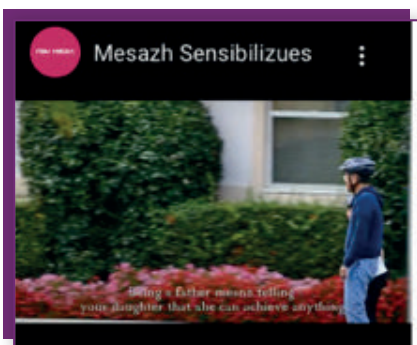 Mesazh Sensibilizues
Being a father means telling
your daughter that she can achieve anything